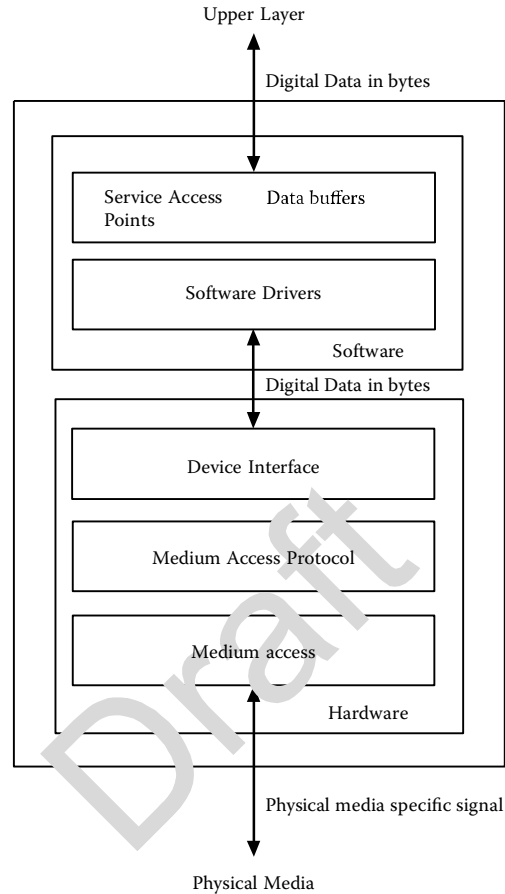 Upper Layer
Digital Data in bytes
Service Access
Points
Data buffers
Software Drivers
Software
Digital Data in bytes
Device Interface
Medium Access Protocol
Medium access
Hardware
Physical media specific signal
Physical Media
Draft